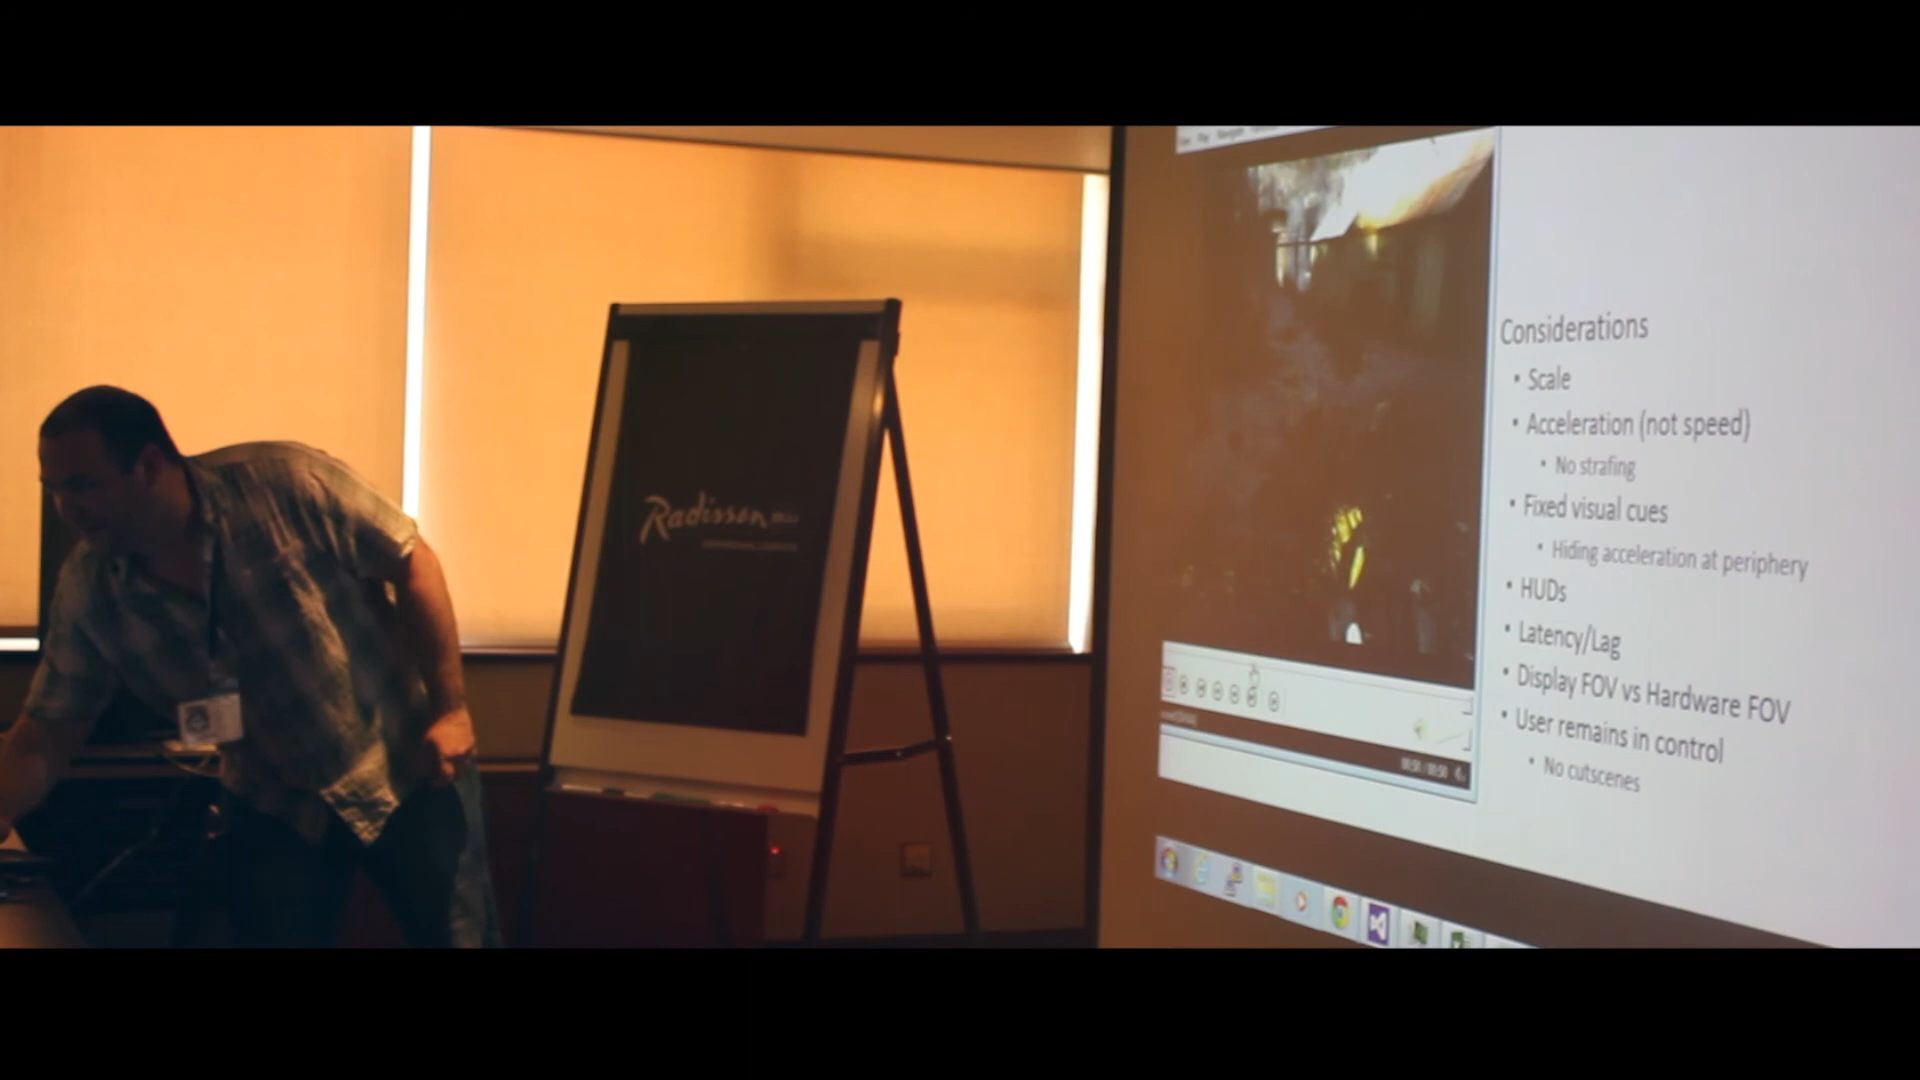 Radisson
Considerations
• Scale
• Acceleration (not speed)
• No strafing
• Fixed visual cues
• Hiding acceleration at periphery
• HUDs
• Latency/Lag
• Display FOV vs Hardware FOV
• User remains in control
• No cutscenes